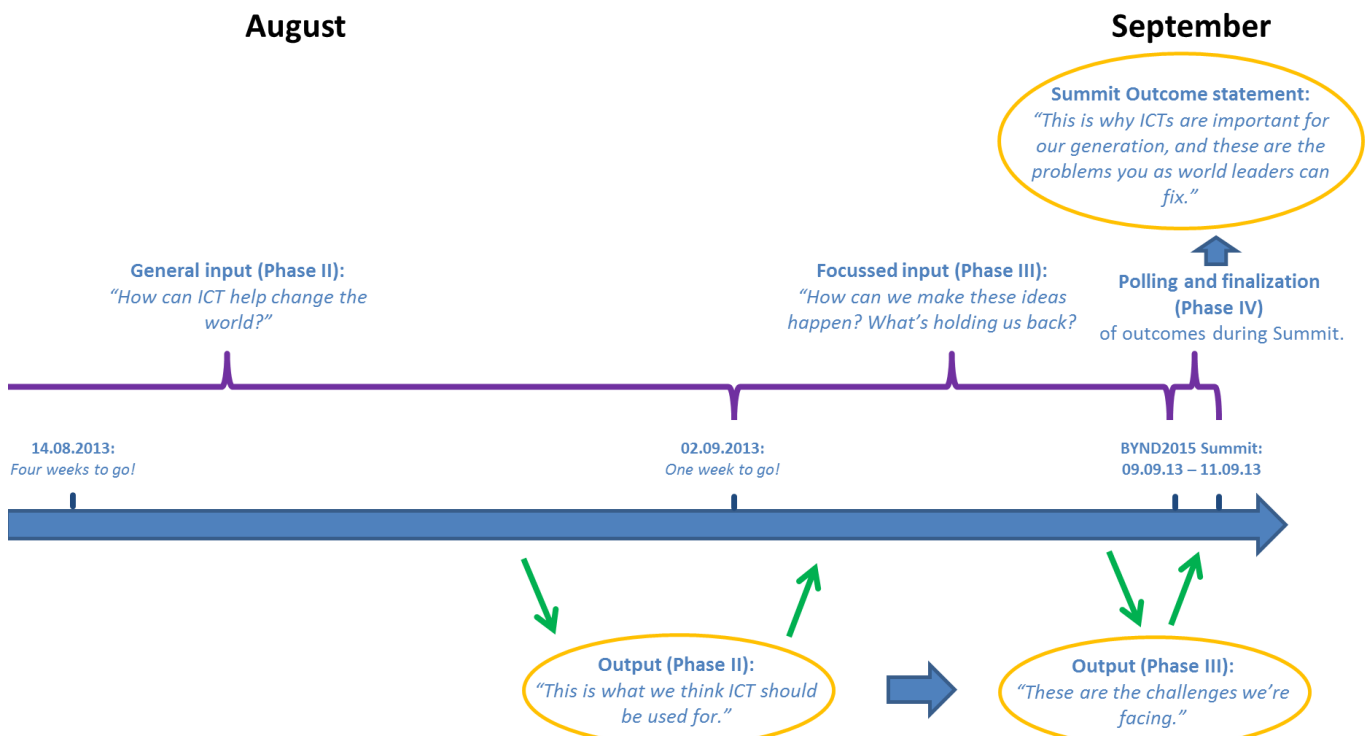 August
September
Summit Outcome statement:
“This is why ICTs are important for
our generation, and these are the
problems you as world leaders can
fix.”
General input (Phase II):
“How can ICT help change the
world?”
Focussed input (Phase III):
“How can we make these ideas
happen? What’s holding us back?
Polling and finalization
(Phase IV)
of outcomes during Summit.
14.08.2013:
Four weeks to go!
02.09.2013:
One week to go!
BYND2015 Summit:
09.09.13 – 11.09.13
Output (Phase II):
“This is what we think ICT should
be used for.”
Output (Phase III):
“These are the challenges we’re
facing.”